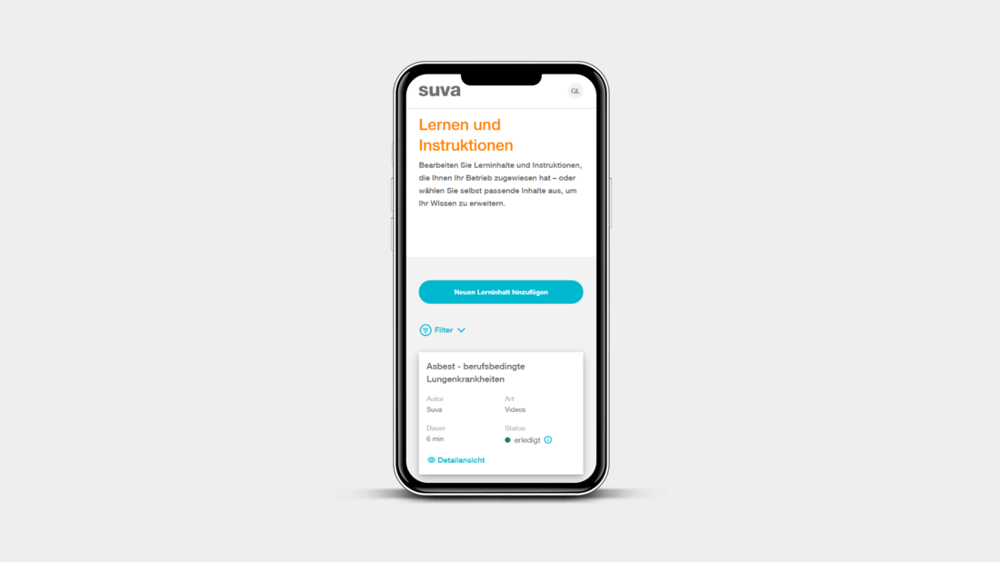 suva
GL
Lernen und
Instruktionen
Bearbeiten Sie Lerninhalte und Instruktionen,
die Ihnen Ihr Betrieb zugewiesen hat – oder
wählen Sie selbst passende Inhalte aus, um
Ihr Wissen zu erweitern.
Neuen Lerninhalt hinzufügen
Filter
Asbest - berufsbedingte
Lungenkrankheiten
Autor
Art
Suva
Videos
Dauer
Status
6 min
erledigt
Detailansicht